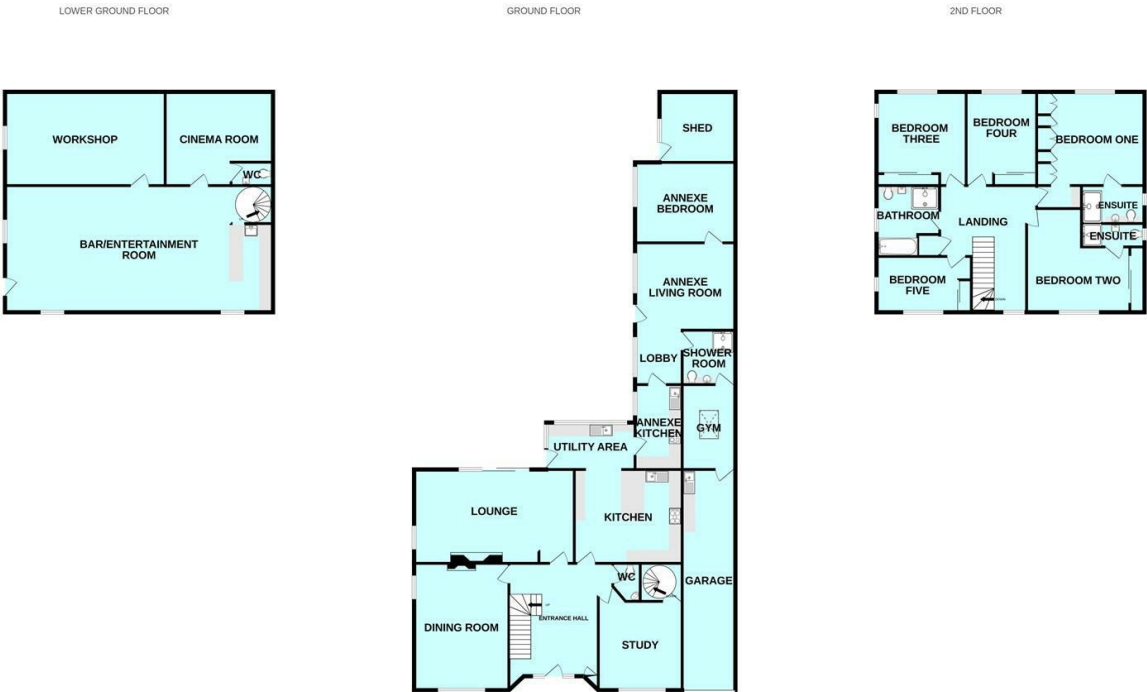 LOWER GROUND FLOOR
GROUND FLOOR
2ND FLOOR
WORKSHOP
CINEMA ROOM
WC
BAR/ENTERTAINMENT
ROOM
SHED
ANNEXE
BEDROOM
ANNEXE
LIVING ROOM
LOBBY
SHOWER
ROOM
ANNEXE
KITCHEN
GYM
UTILITY AREA
LOUNGE
KITCHEN
WC
GARAGE
DINING ROOM
UP
ENTRANCE HALL
STUDY
BEDROOM
THREE
BEDROOM
FOUR
BEDROOM ONE
BATHROOM
LANDING
ENSUITE
ENSUITE
BEDROOM
FIVE
BEDROOM TWO
DOWN